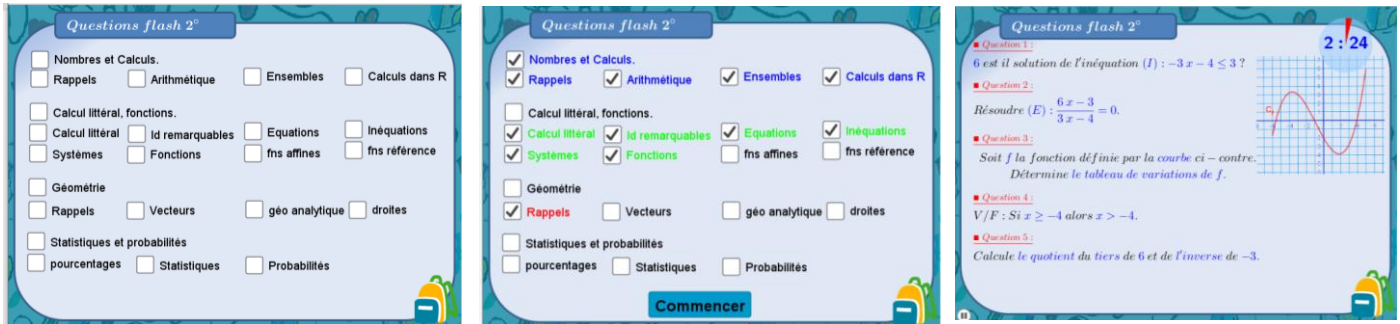 Questions flash 2°
Nombres et Calculs.
Rappels Arithmétique Ensembles Calculs dans R
Calcul littéral, fonctions.
Calcul littéral Id remarquables Equations Inéquations
Systèmes Fonctions fns affines fns référence
Géométrie
Rappels Vecteurs géo analytique droites
Statistiques et probabilités
pourcentages Statistiques Probabilités
Questions flash 2°
Nombres et Calculs.
Rappels Arithmétique Ensembles Calculs dans R
Calcul littéral, fonctions.
Calcul littéral Id remarquables Equations Inéquations
Systèmes Fonctions fns affines fns référence
Géométrie
Rappels Vecteurs géo analytique droites
Statistiques et probabilités
pourcentages Statistiques Probabilités
Commencer
Questions flash 2°
2 : 24
Question 1 :
6 est il solution de l'inéquation (I) : −3 x − 4 ≤ 3 ?
Question 2 :
Résoudre (E) : (6 x − 3)/(3 x − 4) = 0.
Question 3 :
Soit f la fonction définie par la courbe ci − contre.
Détermine le tableau de variations de f.
Question 4 :
V/F : Si x ≥ −4 alors x > −4.
Question 5 :
Calcule le quotient du tiers de 6 et de l'inverse de −3.